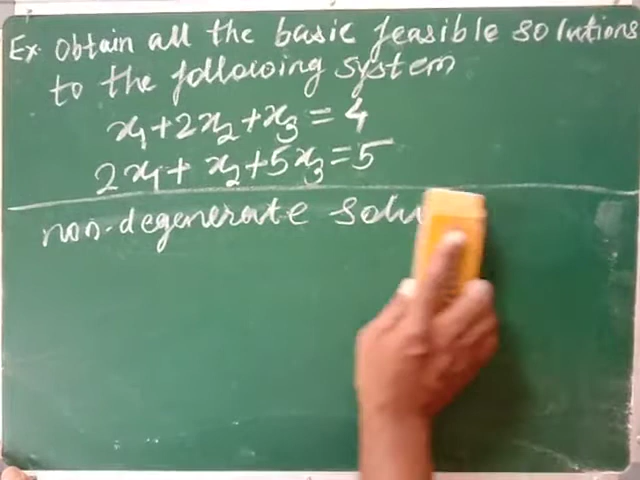 Ex. Obtain all the basic feasible solutions
to the following system
x₁+2x₂+x₃=4
2x₁+x₂+5x₃=5
non-degenerate solu